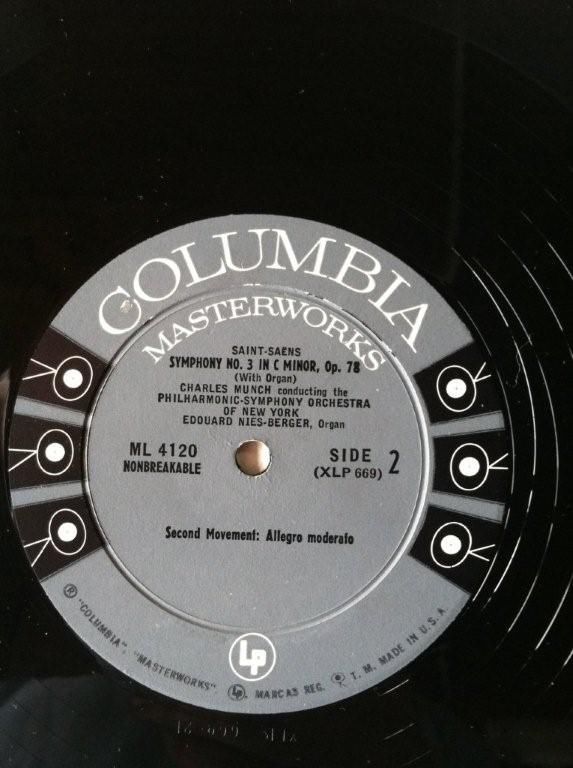 COLUMBIA
MASTERWORKS
SAINT-SAENS
SYMPHONY NO. 3 IN C MINOR, Op. 78
(With Organ)
CHARLES MUNCH conducting the
PHILHARMONIC-SYMPHONY ORCHESTRA
OF NEW YORK
EDOUARD NIES-BERGER, Organ
ML 4120
NONBREAKABLE
SIDE 2
(XLP 669)
Second Movement: Allegro moderato
LP
® "COLUMBIA", "MASTERWORKS" LP. MARCAS REG. T. M. MADE IN U. S. A.